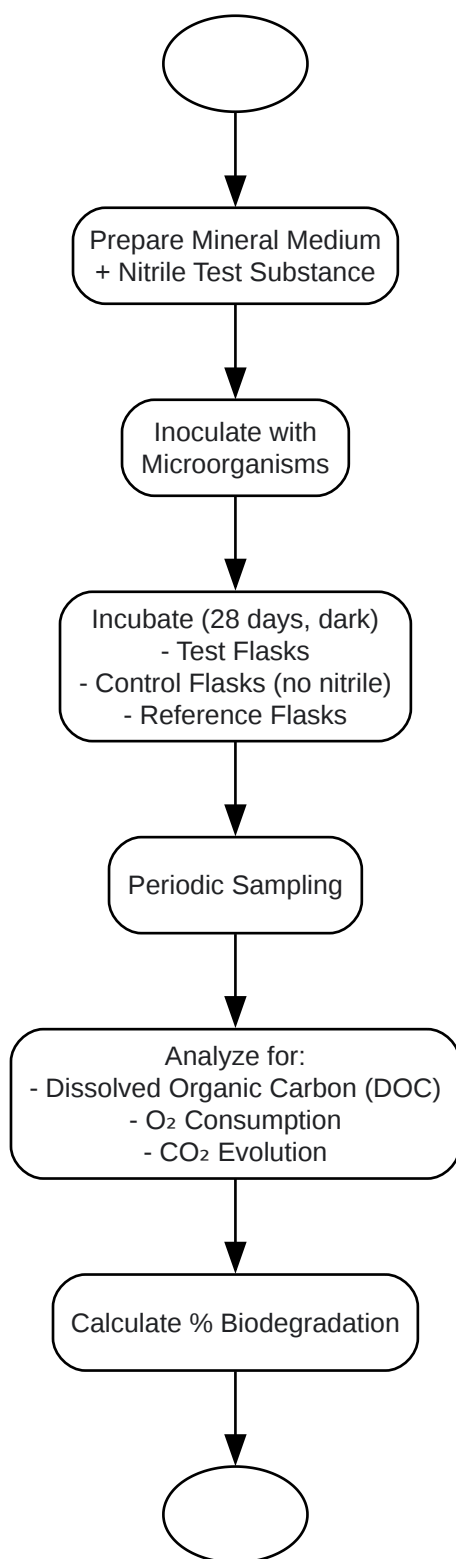 Prepare Mineral Medium
+ Nitrile Test Substance
Inoculate with
Microorganisms
Incubate (28 days, dark)
- Test Flasks
- Control Flasks (no nitrile)
- Reference Flasks
Periodic Sampling
Analyze for:
- Dissolved Organic Carbon (DOC)
- O₂ Consumption
- CO₂ Evolution
Calculate % Biodegradation